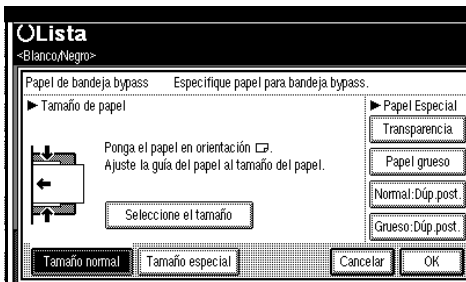 Lista
<Blanco/Negro>
Papel de bandeja bypass Especifique papel para bandeja bypass.
► Tamaño de papel
Ponga el papel en orientación
Ajuste la guía del papel al tamaño del papel.
Seleccione el tamaño
► Papel Especial
Transparencia
Papel grueso
Normal:Dúp.post.
Grueso:Dúp.post.
Tamaño normal
Tamaño especial
Cancelar
OK